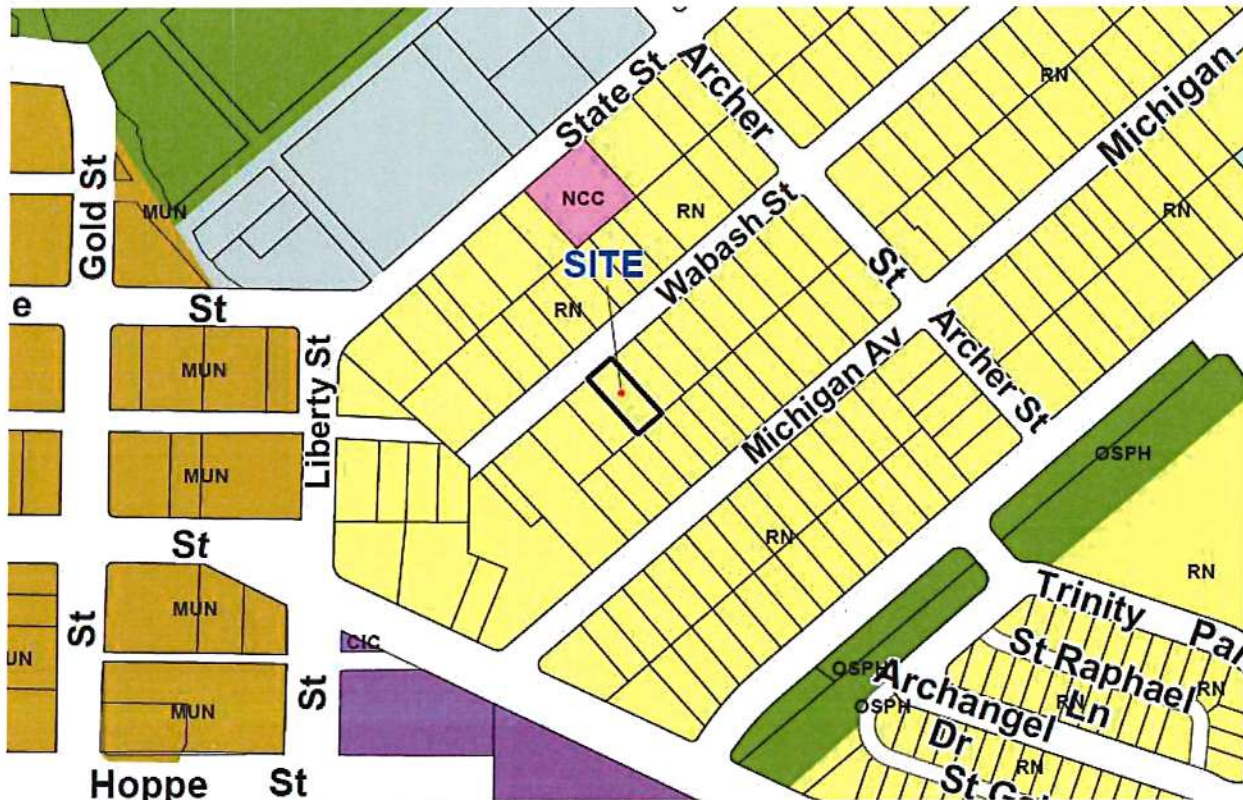 State St
Archer
RN
Michigan
Gold St
MUN
NCC
RN
Wabash St
RN
SITE
St
e
St
RN
MUN
Liberty St
Michigan Av
Archer St
OSPH
MUN
St
RN
RN
Trinity
Pa
MUN
St
UN
CIC
St Raphael
Ln
RN
RN
OSPH
Archangel
Dr
OSPH
St
MUN
RN
St Ga
Hoppe
St